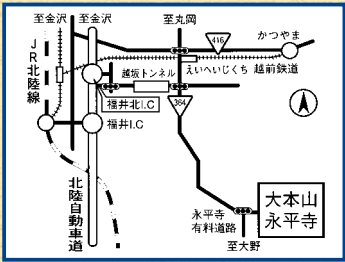 至金沢 至金沢 至丸岡
416
かつやま
JR北陸線
越坂トンネル
えいへいじくち 越前鉄道
福井北I.C
364
福井I.C
北陸自動車道
永平寺
有料道路
大本山
永平寺
至大野